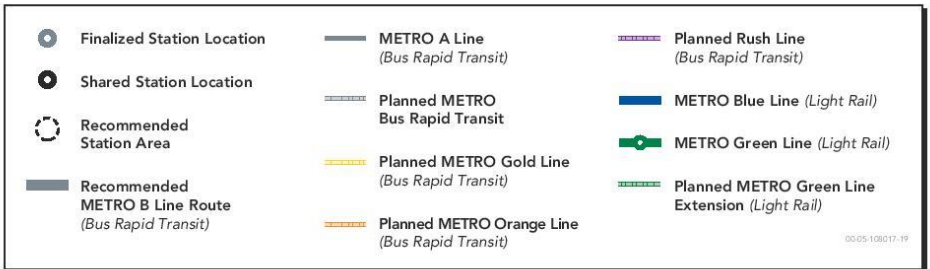 Finalized Station Location
Shared Station Location
Recommended
Station Area
Recommended
METRO B Line Route
(Bus Rapid Transit)
METRO A Line
(Bus Rapid Transit)
Planned METRO
Bus Rapid Transit
Planned METRO Gold Line
(Bus Rapid Transit)
Planned METRO Orange Line
(Bus Rapid Transit)
Planned Rush Line
(Bus Rapid Transit)
METRO Blue Line (Light Rail)
METRO Green Line (Light Rail)
Planned METRO Green Line
Extension (Light Rail)
00-05-108017-19